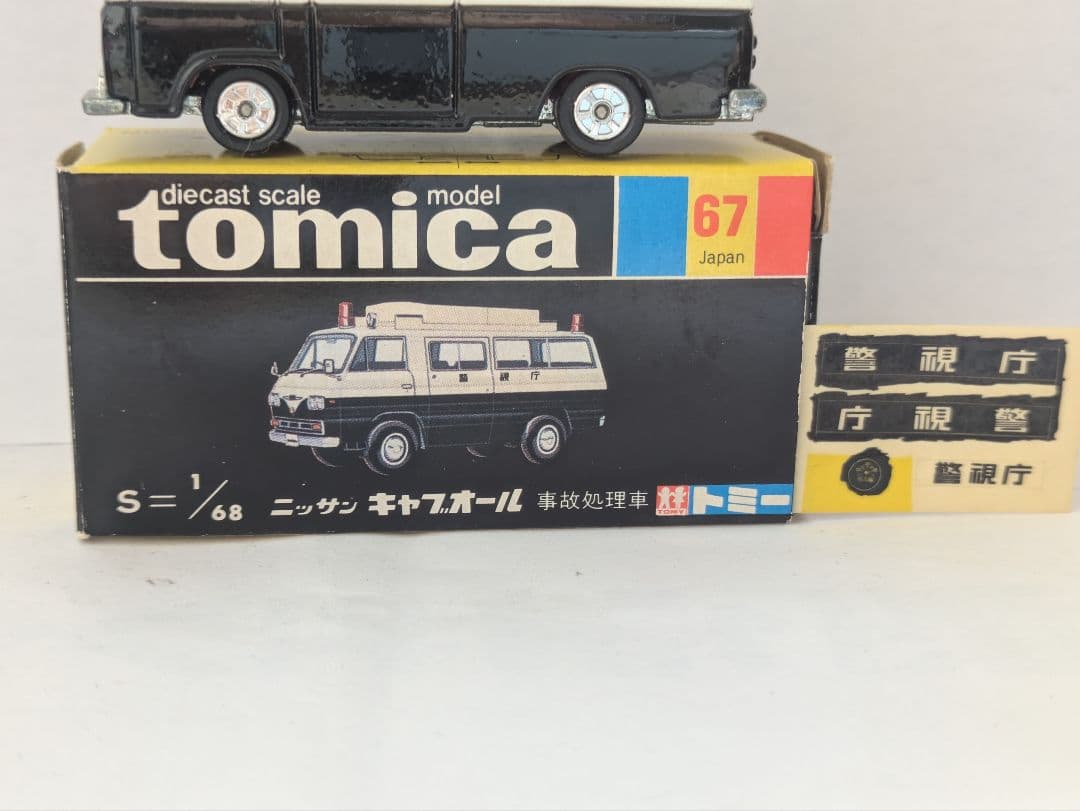 diecast scale model
tomica
67
Japan
警視庁
S=1/68 ニッサン キャブオール 事故処理車 TOMY トミー
警視庁
庁視警
警視庁